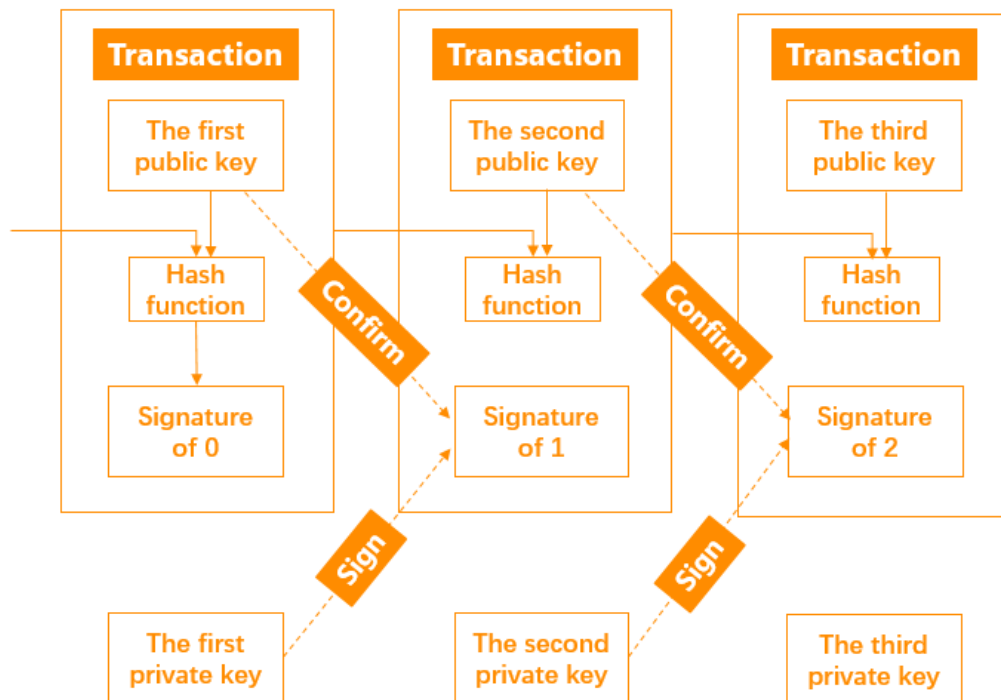 Transaction
Transaction
Transaction
The first
public key
The second
public key
The third
public key
Hash
function
Hash
function
Hash
function
Confirm
Confirm
Signature
of 0
Signature
of 1
Signature
of 2
Sign
Sign
The first
private key
The second
private key
The third
private key